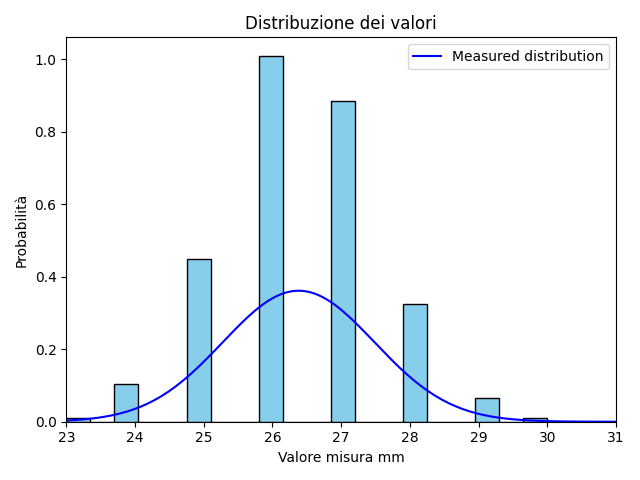 Distribuzione dei valori
Measured distribution
Probabilità
1.0
0.8
0.6
0.4
0.2
0.0
23 24 25 26 27 28 29 30 31
Valore misura mm